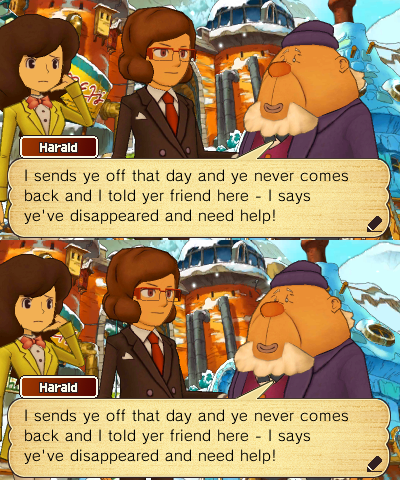 Harald
I sends ye off that day and ye never comes
back and I told yer friend here - I says
ye've disappeared and need help!
Harald
I sends ye off that day and ye never comes
back and I told yer friend here - I says
ye've disappeared and need help!